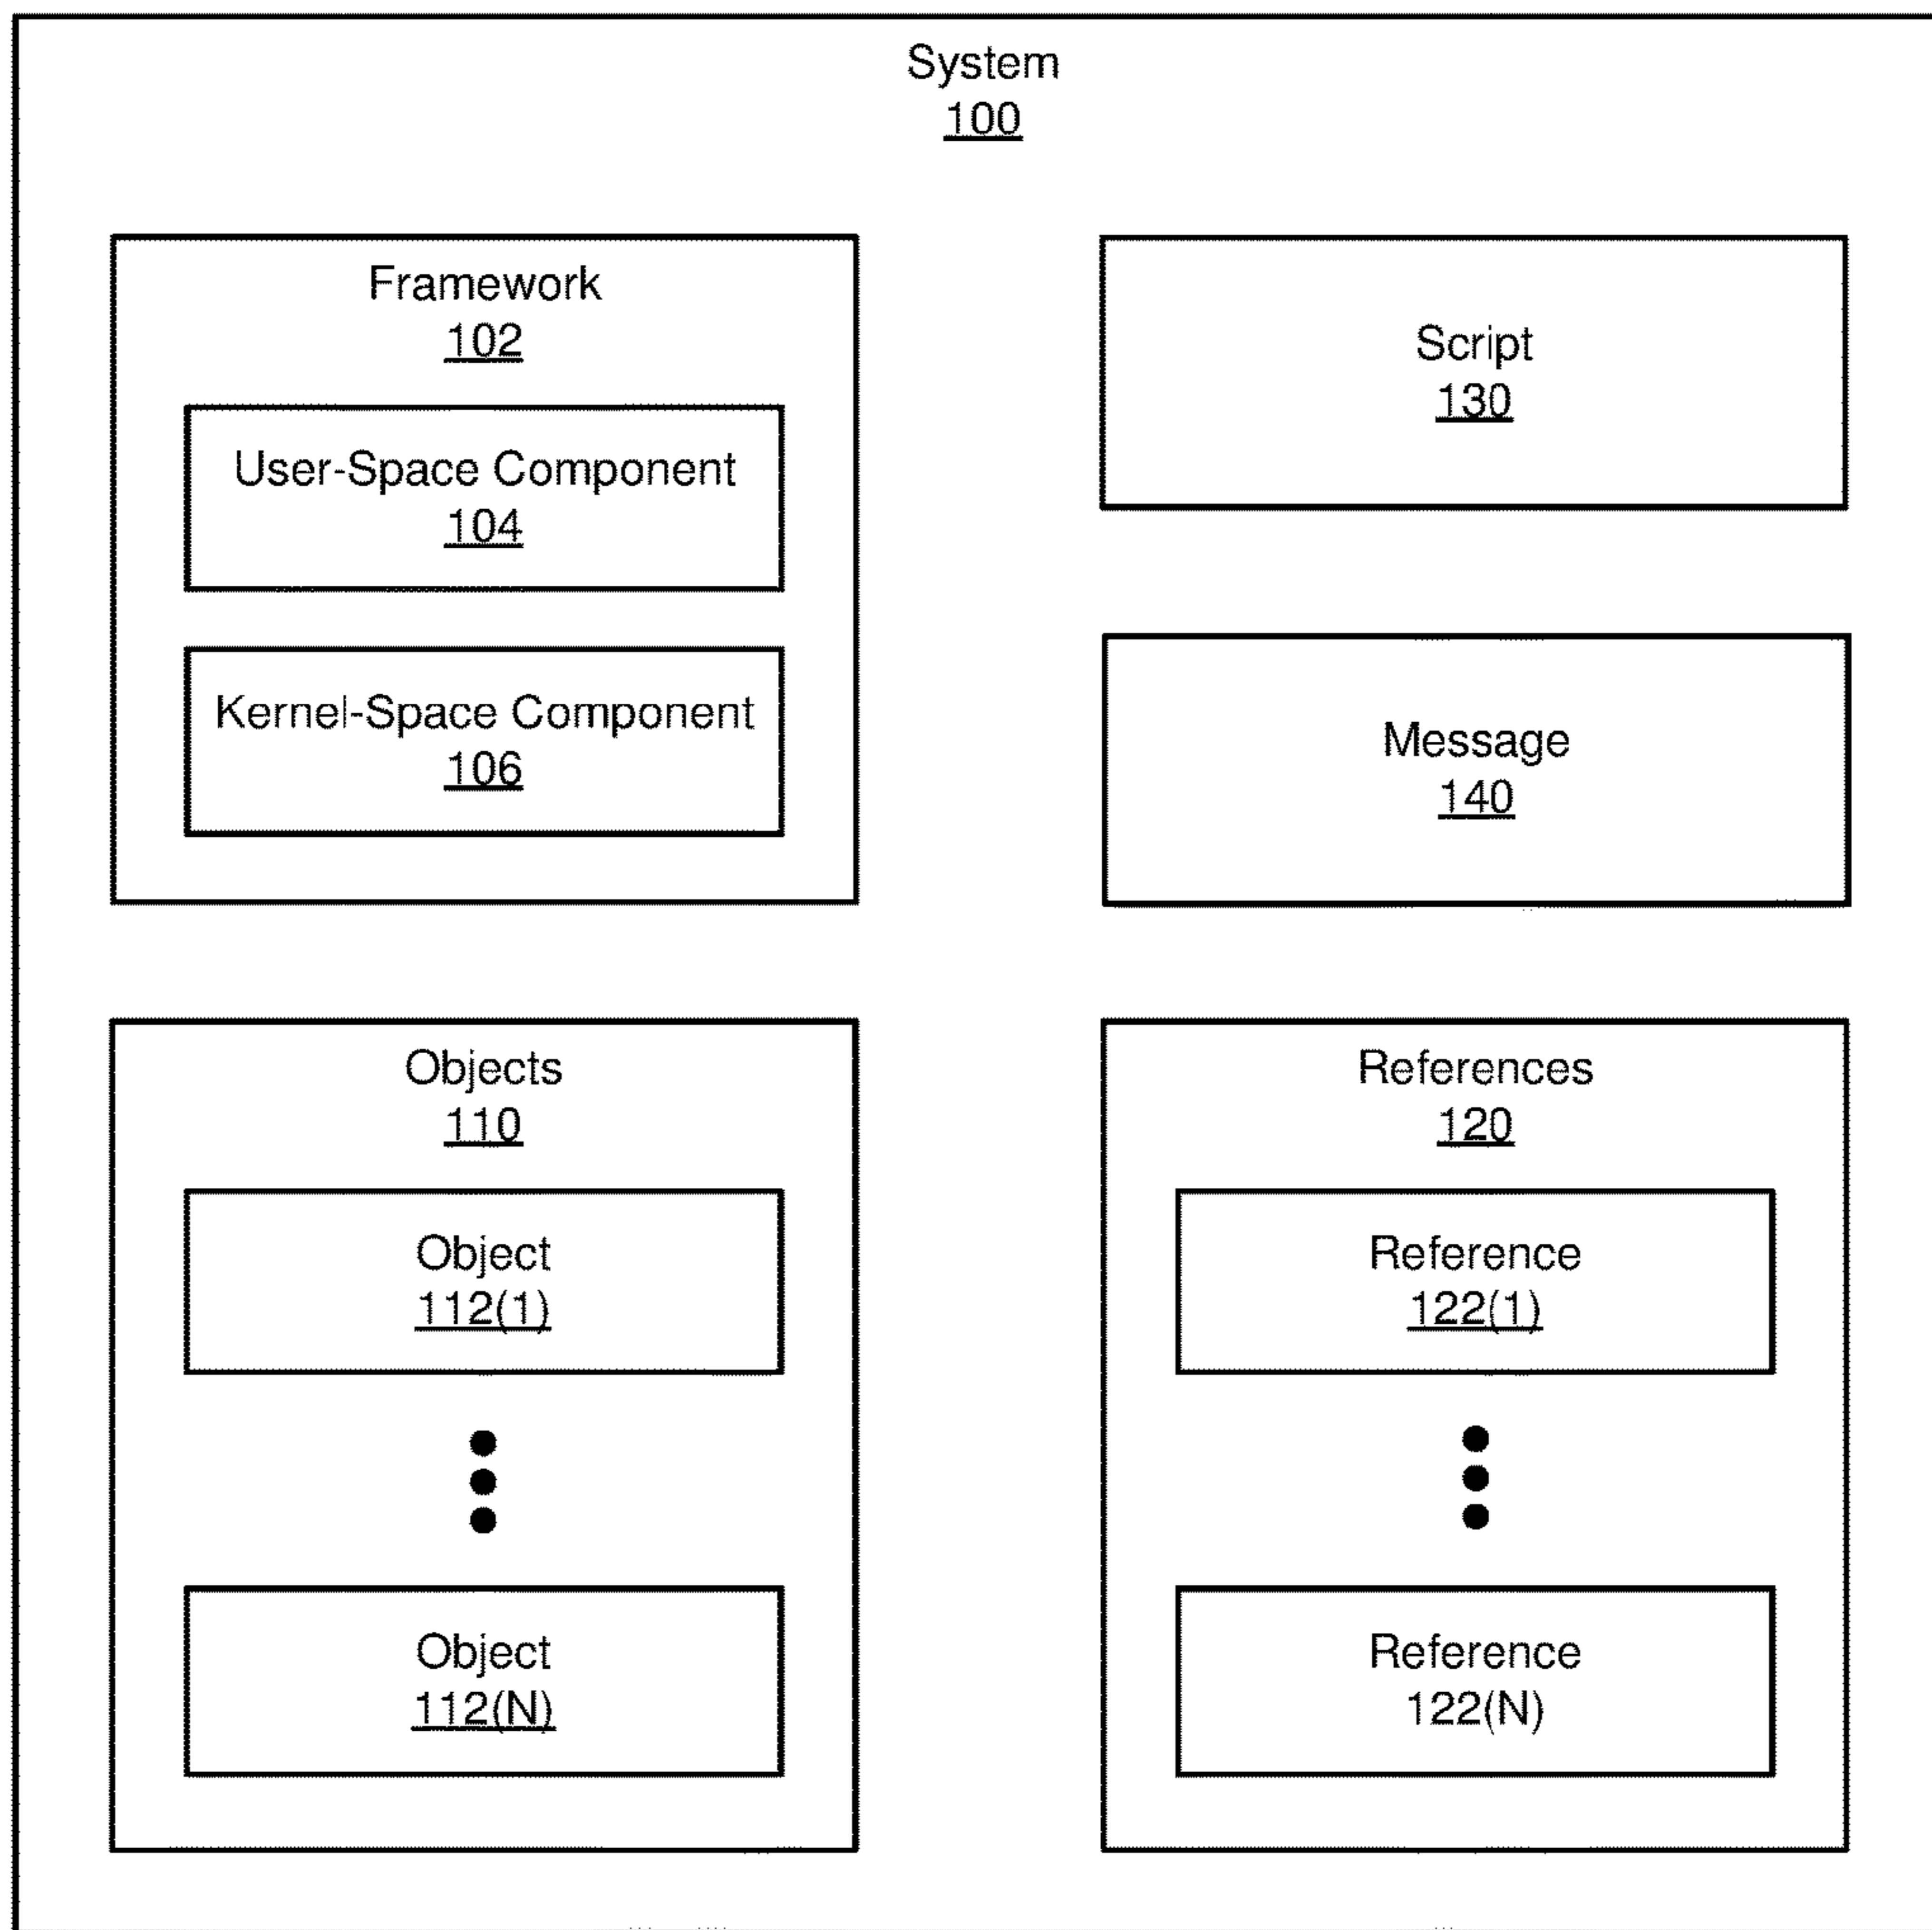 System
100
Framework
102
User-Space Component
104
Kernel-Space Component
106
Script
130
Message
140
Objects
110
Object
112(1)
Object
112(N)
References
120
Reference
122(1)
Reference
122(N)